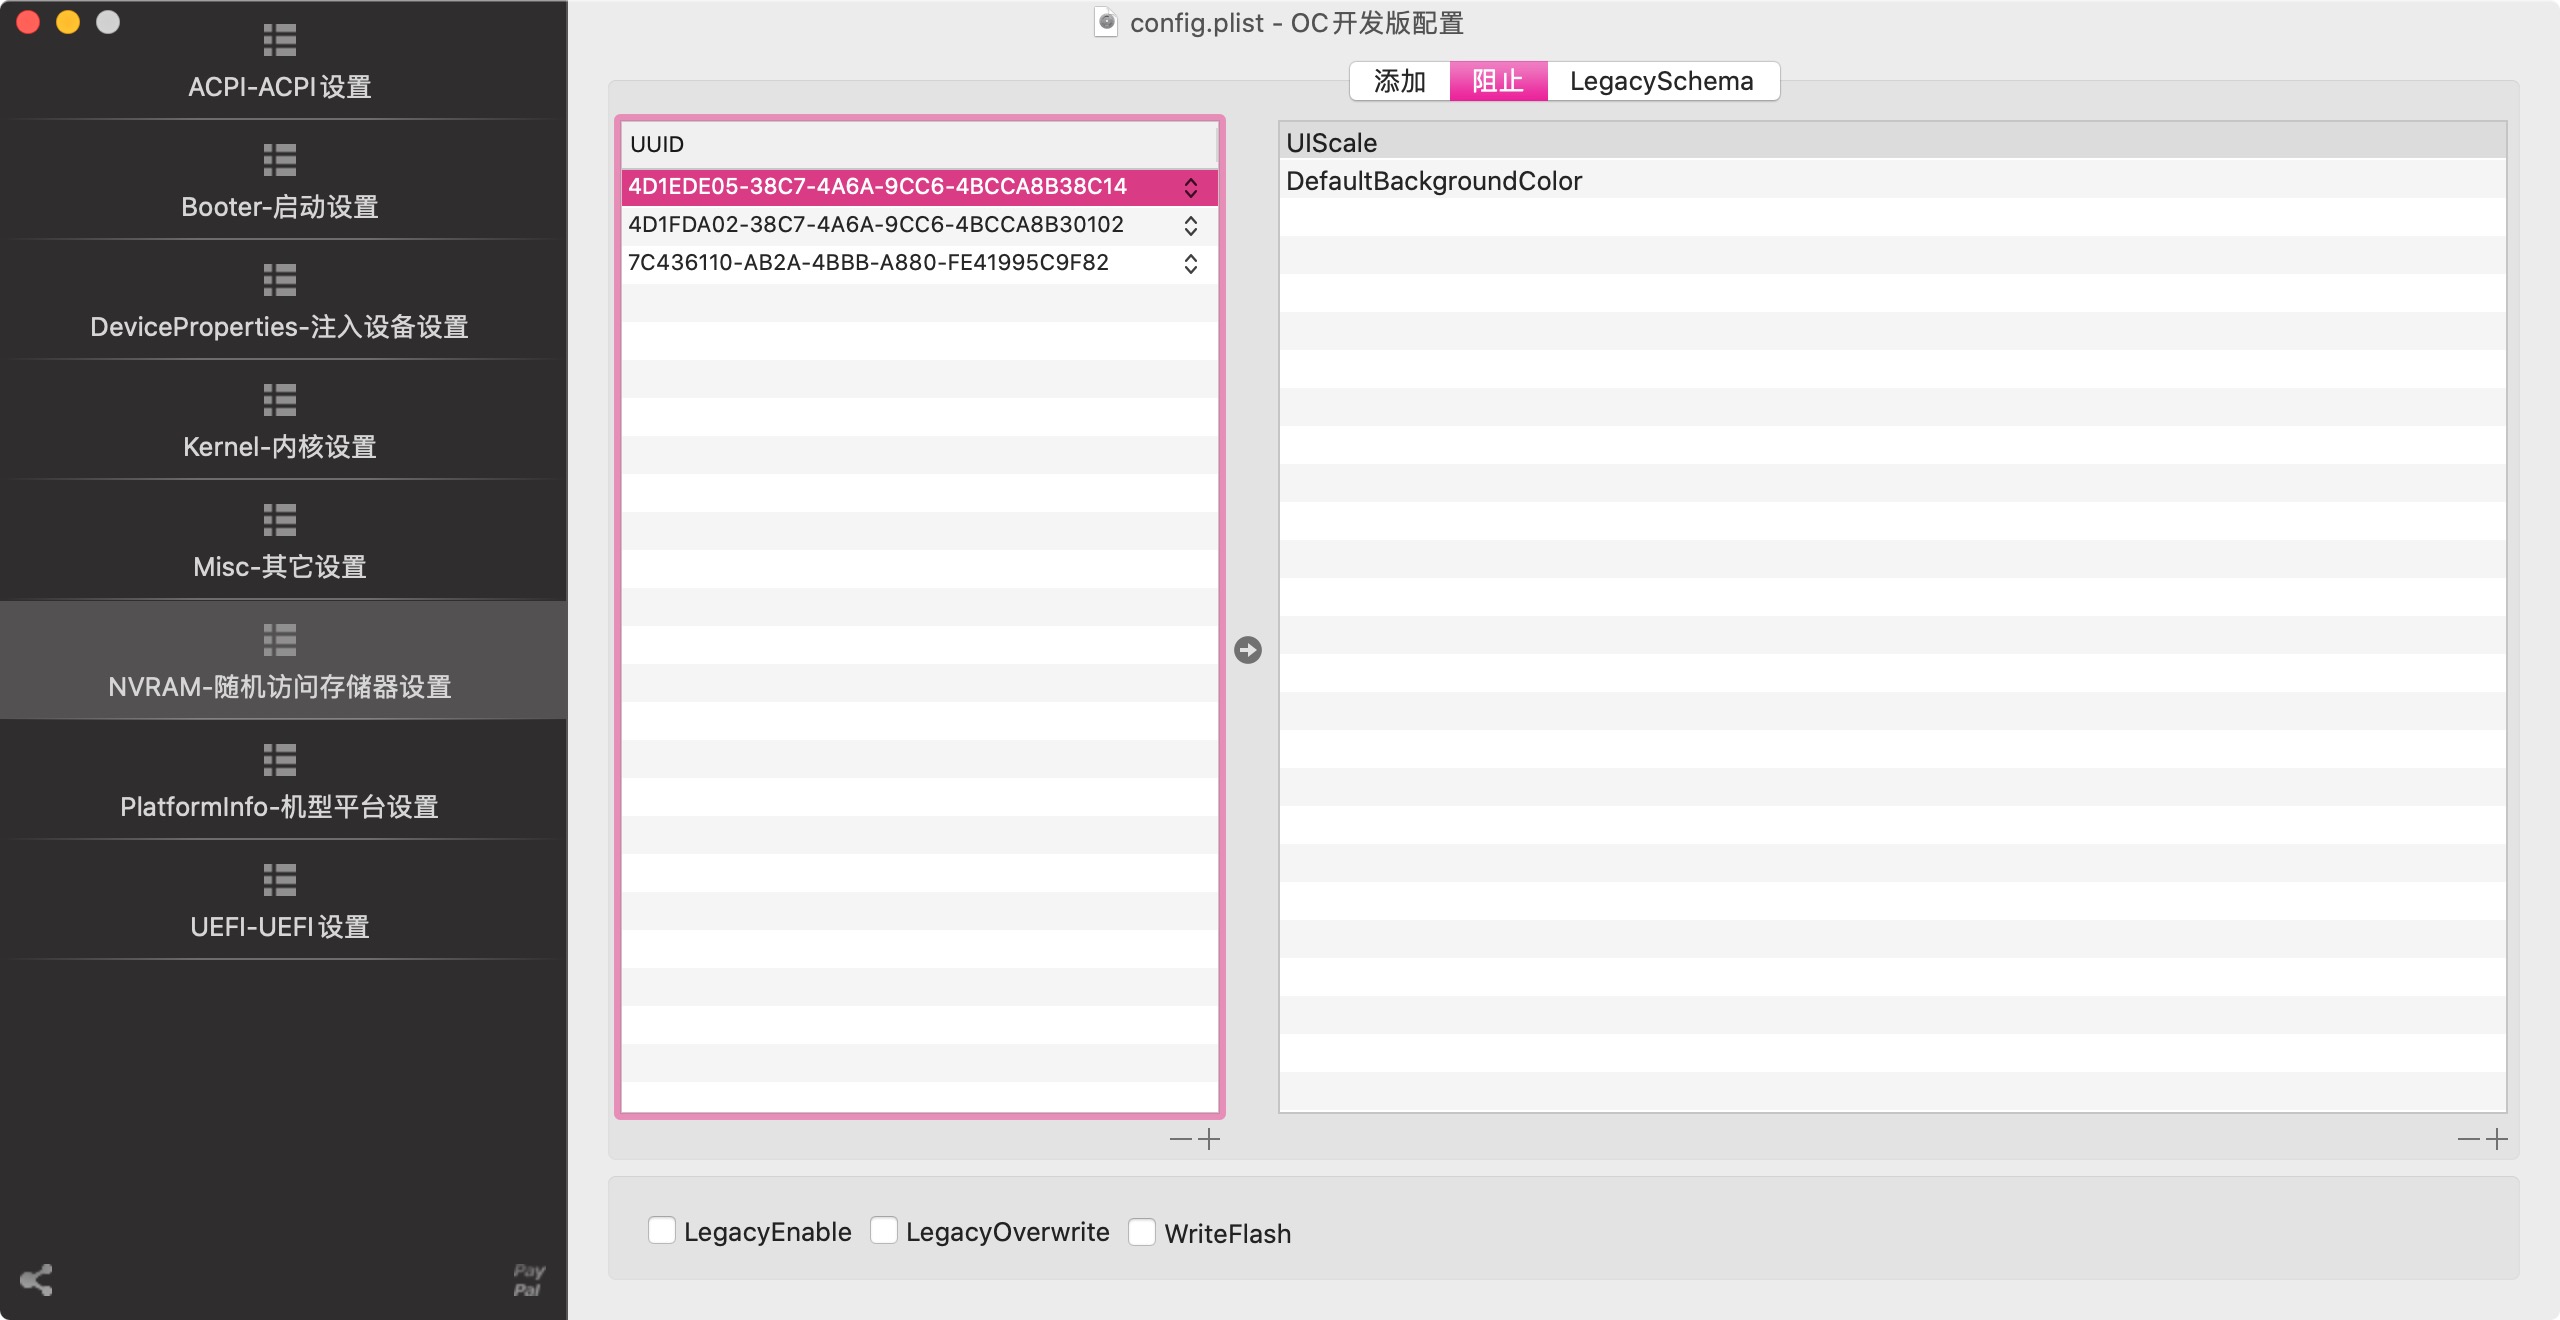 config.plist - OC开发版配置
ACPI-ACPI设置
Booter-启动设置
DeviceProperties-注入设备设置
Kernel-内核设置
Misc-其它设置
NVRAM-随机访问存储器设置
PlatformInfo-机型平台设置
UEFI-UEFI设置
Pay
Pal
添加
阻止
LegacySchema
UUID
4D1EDE05-38C7-4A6A-9CC6-4BCCA8B38C14
4D1FDA02-38C7-4A6A-9CC6-4BCCA8B30102
7C436110-AB2A-4BBB-A880-FE41995C9F82
UIScale
DefaultBackgroundColor
LegacyEnable
LegacyOverwrite
WriteFlash